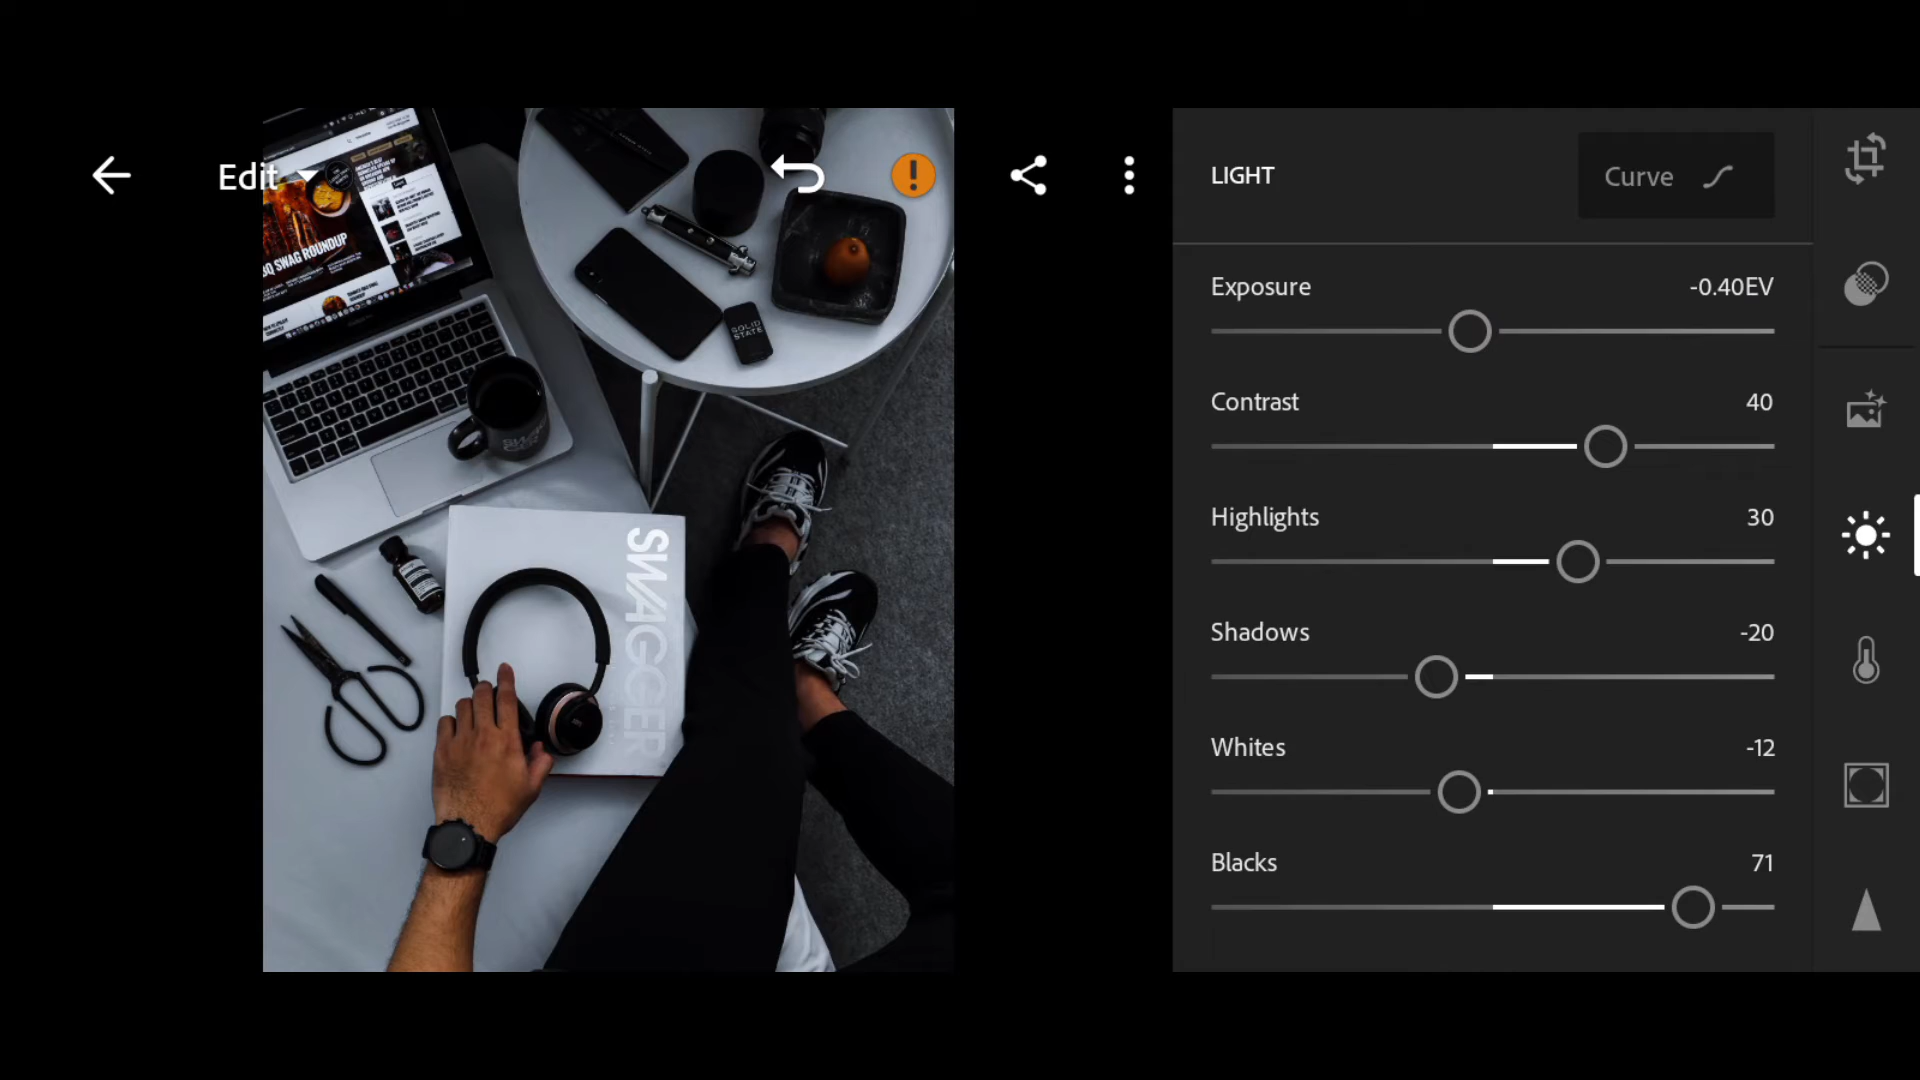 Edit
LIGHT
Curve
Exposure
-0.40EV
Contrast
40
Highlights
30
Shadows
-20
Whites
-12
Blacks
71
BQ SWAG ROUNDUP
SOLID
STATE
SWAGGER